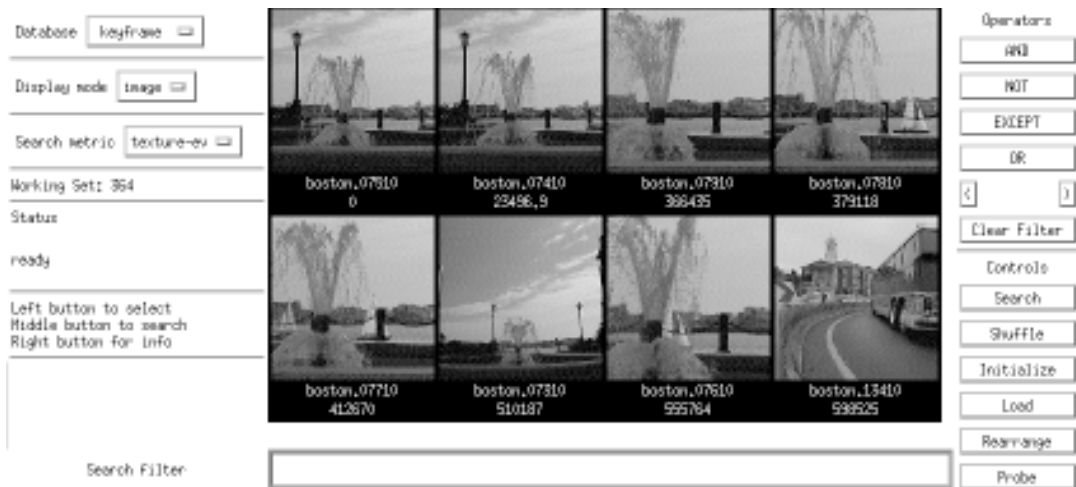 Database keyframe
Display mode image
Search metric texture-ev
Working Set: 364
Status
ready
Left button to select
Middle button to search
Right button for info
Search Filter
boston.07510 boston.07410 boston.07910 boston.07810
0 23496.9 366435 379118
boston.07710 boston.07310 boston.07610 boston.13410
412670 510187 555764 598525
Operators
AND
NOT
EXCEPT
OR
( )
Clear Filter
Controls
Search
Shuffle
Initialize
Load
Rearrange
Probe